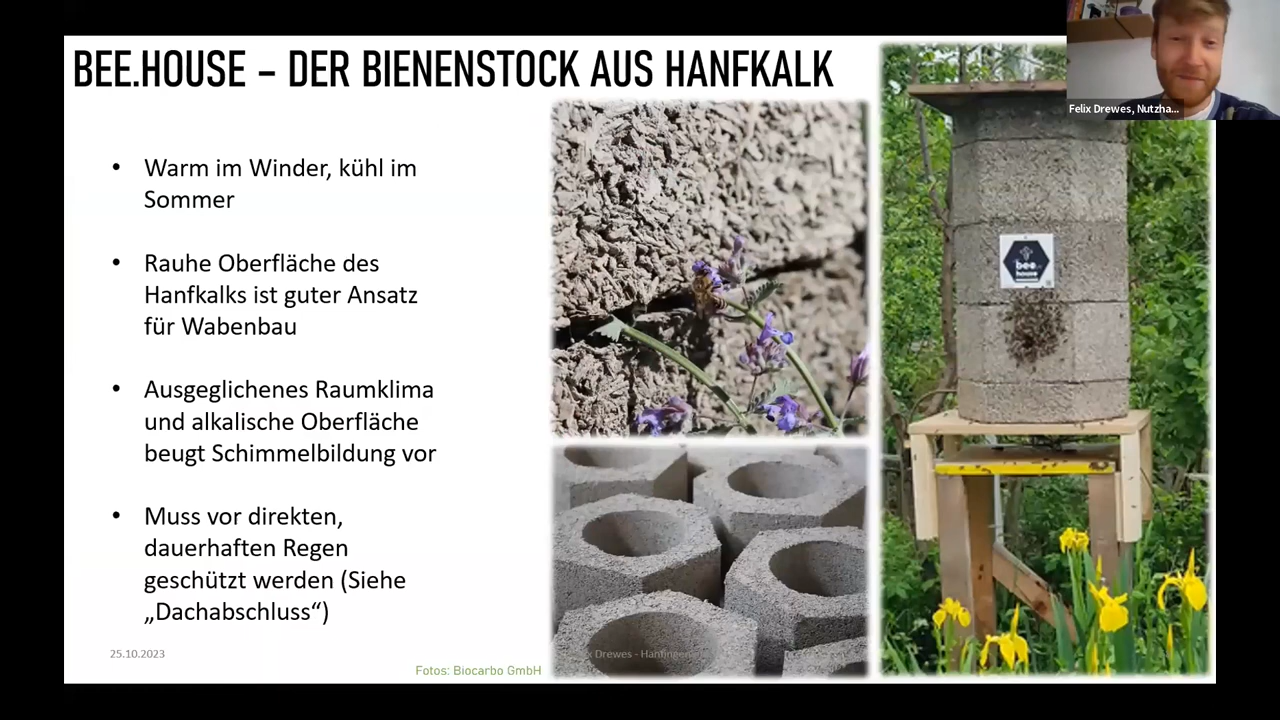 BEE.HOUSE – DER BIENENSTOCK AUS HANFKALK
Felix Drewes, Nutzha...
• Warm im Winder, kühl im
Sommer
• Rauhe Oberfläche des
Hanfkalks ist guter Ansatz
für Wabenbau
• Ausgeglichenes Raumklima
und alkalische Oberfläche
beugt Schimmelbildung vor
• Muss vor direkten,
dauerhaften Regen
geschützt werden (Siehe
„Dachabschluss“)
bee
house
25.10.2023
Drewes
Fotos: Biocarbo GmbH